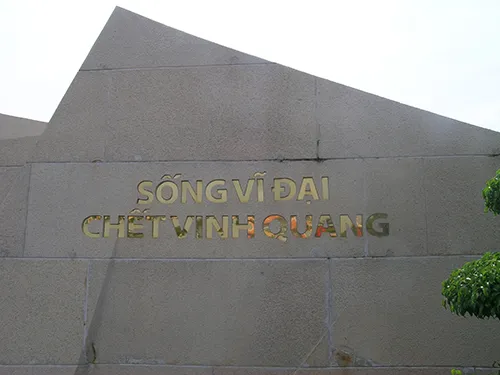 SỐNG VĨ ĐẠI
CHẾT VINH QUANG